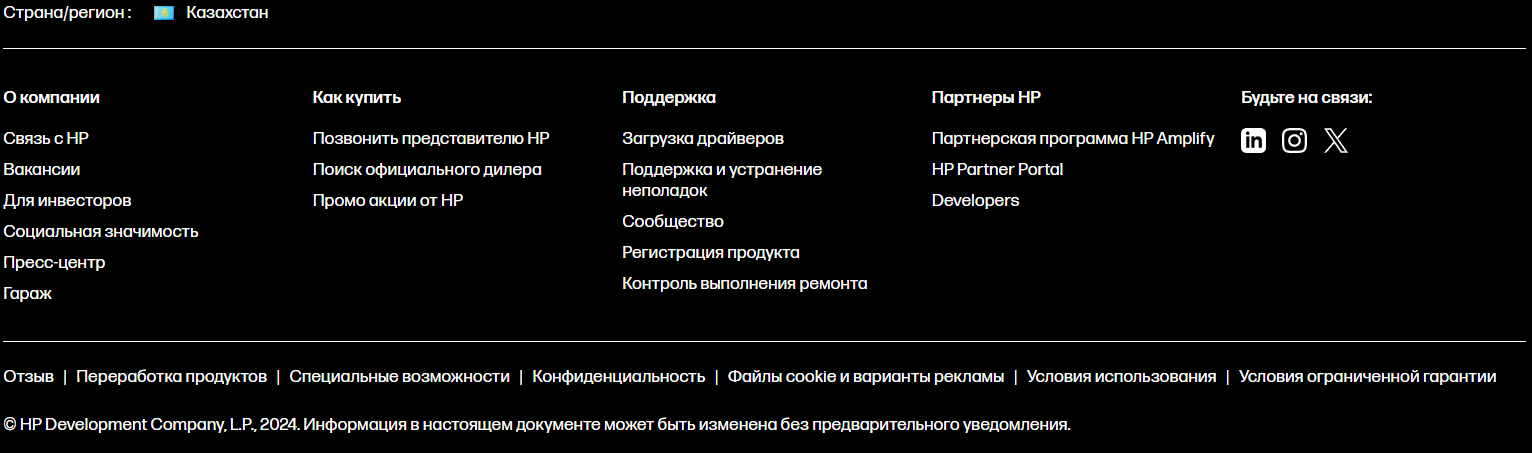 Страна/регион : Казахстан
О компании
Связь с HP
Вакансии
Для инвесторов
Социальная значимость
Пресс-центр
Гараж
Как купить
Позвонить представителю HP
Поиск официального дилера
Промо акции от HP
Поддержка
Загрузка драйверов
Поддержка и устранение
неполадок
Сообщество
Регистрация продукта
Контроль выполнения ремонта
Партнеры HP
Партнерская программа HP Amplify
HP Partner Portal
Developers
Будьте на связи:
in
Отзыв | Переработка продуктов | Специальные возможности | Конфиденциальность | Файлы cookie и варианты рекламы | Условия использования | Условия ограниченной гарантии
© HP Development Company, L.P., 2024. Информация в настоящем документе может быть изменена без предварительного уведомления.